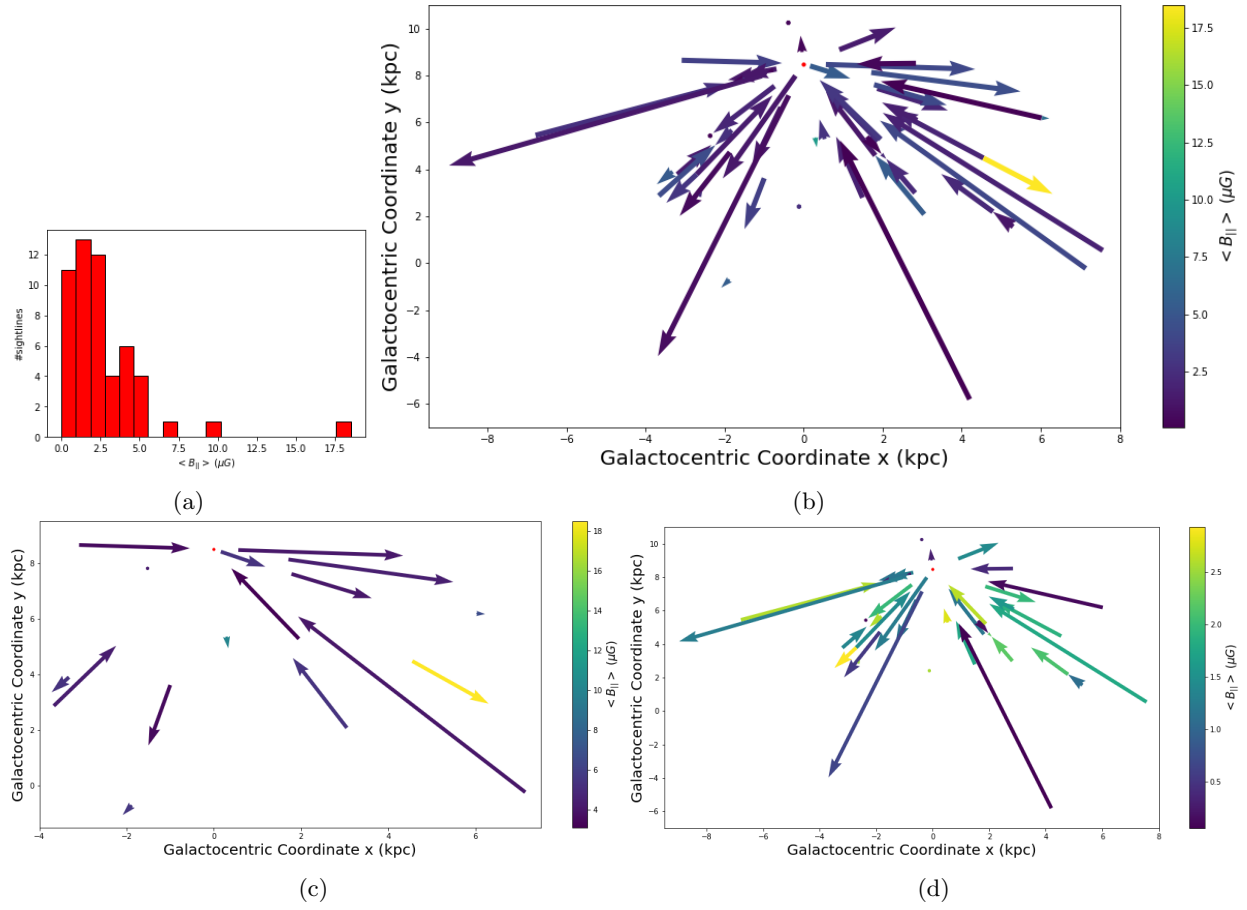 12
10
8
6
4
2
0
#sightlines
0.0 2.5 5.0 7.5 10.0 12.5 15.0 17.5
< B|| > (μG)
(a)
10
8
6
4
2
0
−2
−4
−6
Galactocentric Coordinate y (kpc)
−8 −6 −4 −2 0 2 4 6 8
Galactocentric Coordinate x (kpc)
17.5
15.0
12.5
10.0
7.5
5.0
2.5
< B|| > (μG)
(b)
8
6
4
2
0
Galactocentric Coordinate y (kpc)
−4 −2 0 2 4 6
Galactocentric Coordinate x (kpc)
18
16
14
12
10
8
6
4
< B|| > (μG)
(c)
10
8
6
4
2
0
−2
−4
−6
Galactocentric Coordinate y (kpc)
−8 −6 −4 −2 0 2 4 6 8
Galactocentric Coordinate x (kpc)
2.5
2.0
1.5
1.0
0.5
< B|| > (μG)
(d)